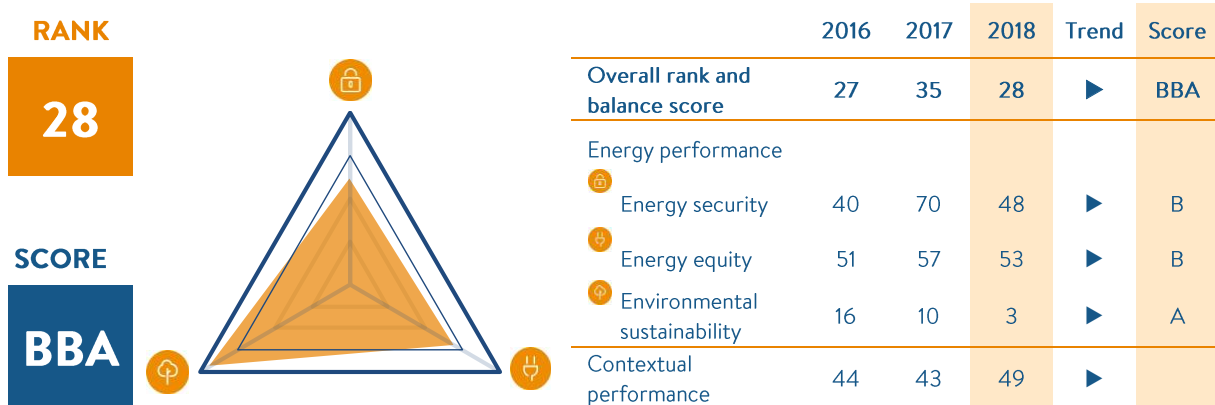 RANK
28
SCORE
BBA
2016 2017 2018 Trend Score
Overall rank and
balance score 27 35 28 ▶ BBA
Energy performance
Energy security 40 70 48 ▶ B
Energy equity 51 57 53 ▶ B
Environmental
sustainability 16 10 3 ▶ A
Contextual
performance 44 43 49 ▶